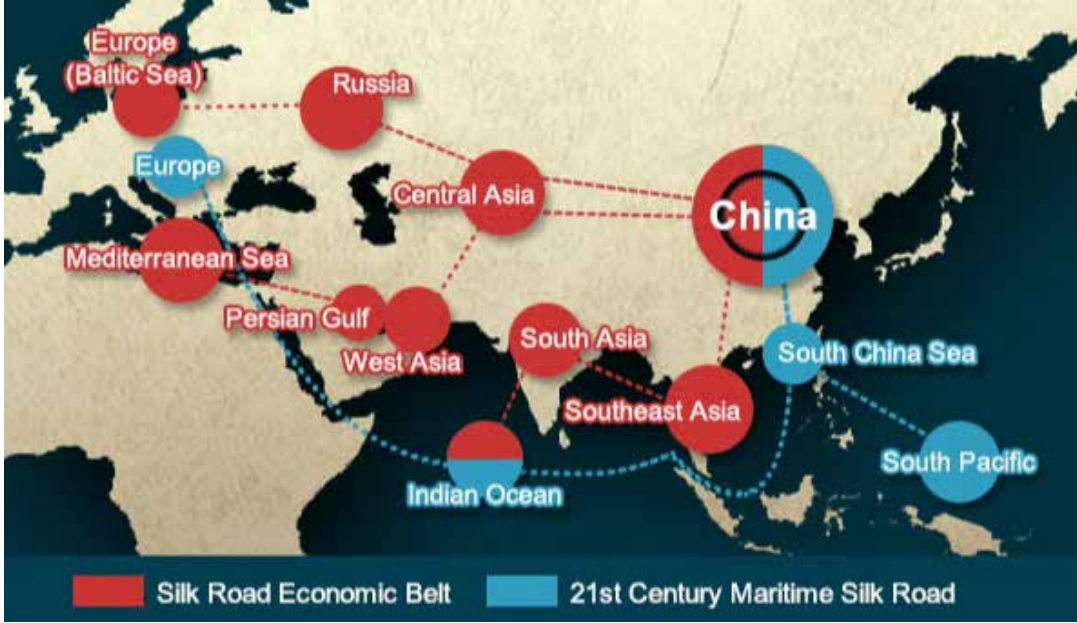 Europe
(Baltic Sea)
Russia
Europe
Central Asia
China
Mediterranean Sea
Persian Gulf
West Asia
South Asia
South China Sea
Southeast Asia
South Pacific
Indian Ocean
Silk Road Economic Belt
21st Century Maritime Silk Road